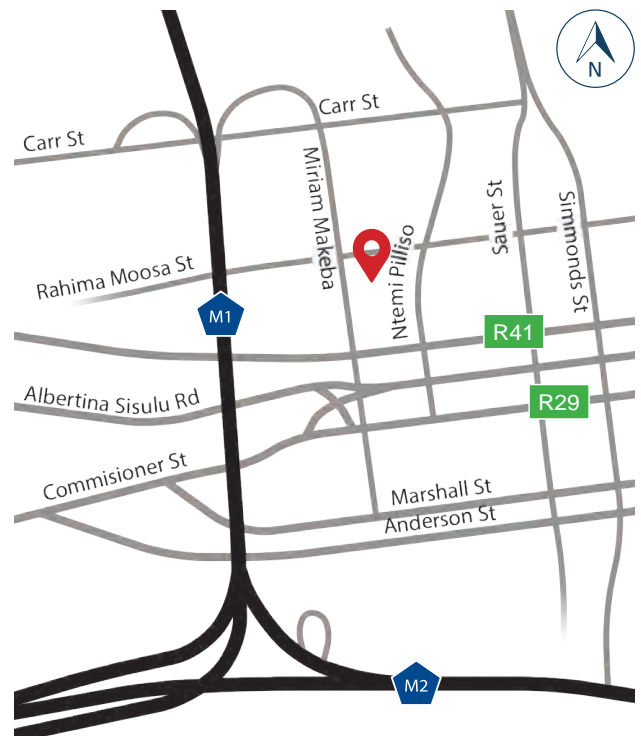 N
Carr St
Carr St
Miriam Makeba
Ntemi Pilliso
Sauer St
Simmonds St
Rahima Moosa St
M1
R41
Albertina Sisulu Rd
R29
Commisioner St
Marshall St
Anderson St
M2